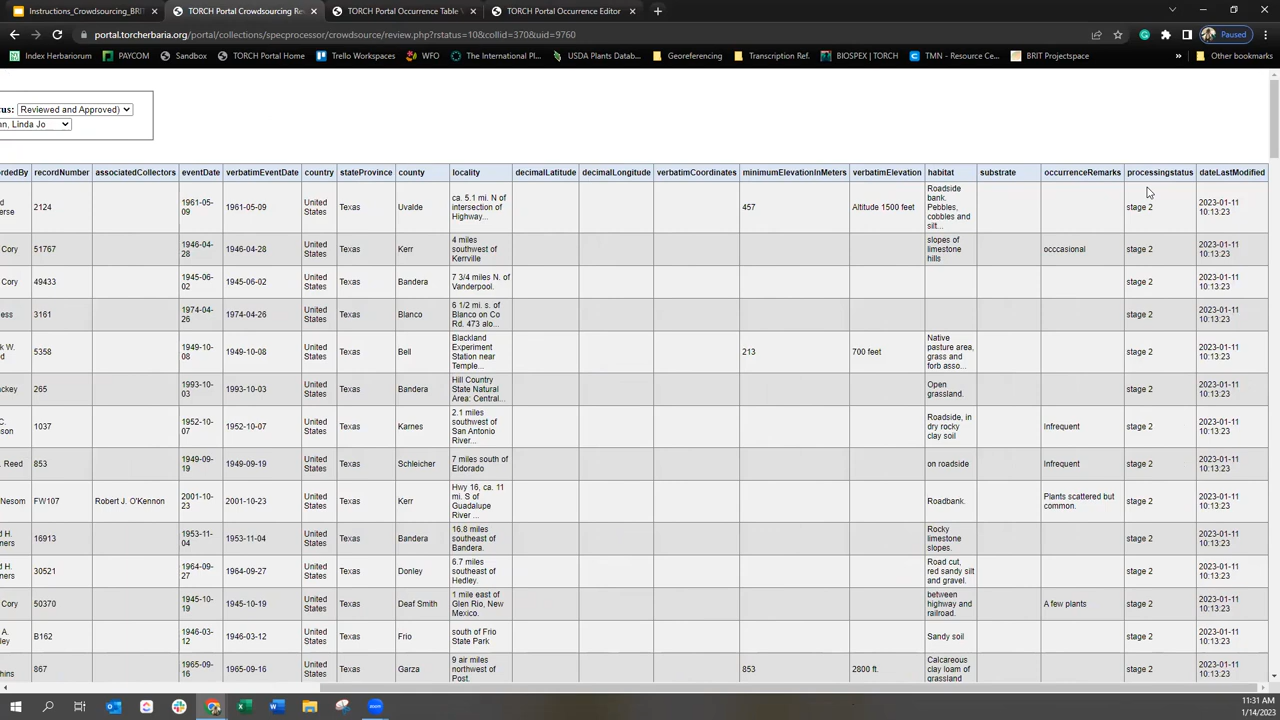 Instructions_Crowdsourcing_BRI
TORCH Portal Crowdsourcing Re
TORCH Portal Occurrence Table
TORCH Portal Occurrence Editor
portal.torcherbaria.org/portal/collections/specprocessor/crowdsource/review.php?rstatus=10&collid=370&uid=9760
Paused
Index Herbariorum PAYCOM Sandbox TORCH Portal Home Trello Workspaces WFO The International Pl... USDA Plants Datab... Georeferencing Transcription Ref. BIOSPEX | TORCH TMN - Resource Ce... BRIT Projectspace » Other bookmarks
tus: Reviewed and Approved)
nn, Linda Jo
rdedBy recordNumber associatedCollectors eventDate verbatimEventDate country stateProvince county locality decimalLatitude decimalLongitude verbatimCoordinates minimumElevationInMeters verbatimElevation habitat substrate occurrenceRemarks processingstatus dateLastModified
d erse 2124 1961-05-09 1961-05-09 United States Texas Uvalde ca. 5.1 mi. N of intersection of Highway... 457 Altitude 1500 feet Roadside bank. Pebbles, cobbles and silt... stage 2 2023-01-11 10:13:23
Cory 51767 1946-04-28 1946-04-28 United States Texas Kerr 4 miles southwest of Kerrville slopes of limestone hills occcasional stage 2 2023-01-11 10:13:23
Cory 49433 1945-06-02 1945-06-02 United States Texas Bandera 7 3/4 miles N. of Vanderpool. stage 2 2023-01-11 10:13:23
ess 3161 1974-04-26 1974-04-26 United States Texas Blanco 6 1/2 mi. s. of Blanco on Co Rd. 473 alo... stage 2 2023-01-11 10:13:23
k W. d 5358 1949-10-08 1949-10-08 United States Texas Bell Blackland Experiment Station near Temple... 213 700 feet Native pasture area, grass and forb asso... stage 2 2023-01-11 10:13:23
ckey 265 1993-10-03 1993-10-03 United States Texas Bandera Hill Country State Natural Area: Central... Open grassland. stage 2 2023-01-11 10:13:23
C. son 1037 1952-10-07 1952-10-07 United States Texas Karnes 2.1 miles southwest of San Antonio River... Roadside, in dry rocky clay soil Infrequent stage 2 2023-01-11 10:13:23
. Reed 853 1949-09-19 1949-09-19 United States Texas Schleicher 7 miles south of Eldorado on roadside Infrequent stage 2 2023-01-11 10:13:23
Nesom FW107 Robert J. O'Kennon 2001-10-23 2001-10-23 United States Texas Kerr Hwy 16, ca. 11 mi. S of Guadalupe River ... Roadbank. Plants scattered but common. stage 2 2023-01-11 10:13:23
d H. ners 16913 1953-11-04 1953-11-04 United States Texas Bandera 16.8 miles southeast of Bandera. Rocky limestone slopes. stage 2 2023-01-11 10:13:23
d H. ners 30521 1964-09-27 1964-09-27 United States Texas Donley 6.7 miles southeast of Hedley. Road cut, red sandy silt and gravel. stage 2 2023-01-11 10:13:23
Cory 50370 1945-10-19 1945-10-19 United States Texas Deaf Smith 1 mile east of Glen Rio, New Mexico. between highway and railroad. A few plants stage 2 2023-01-11 10:13:23
A. ley B162 1946-03-12 1946-03-12 United States Texas Frio south of Frio State Park Sandy soil stage 2 2023-01-11 10:13:23
hins 867 1965-09-16 1965-09-16 United States Texas Garza 9 air miles northwest of Post. 853 2800 ft. Calcareous clay loam of grassland stage 2 2023-01-11 10:13:23
11:31 AM
1/14/2023